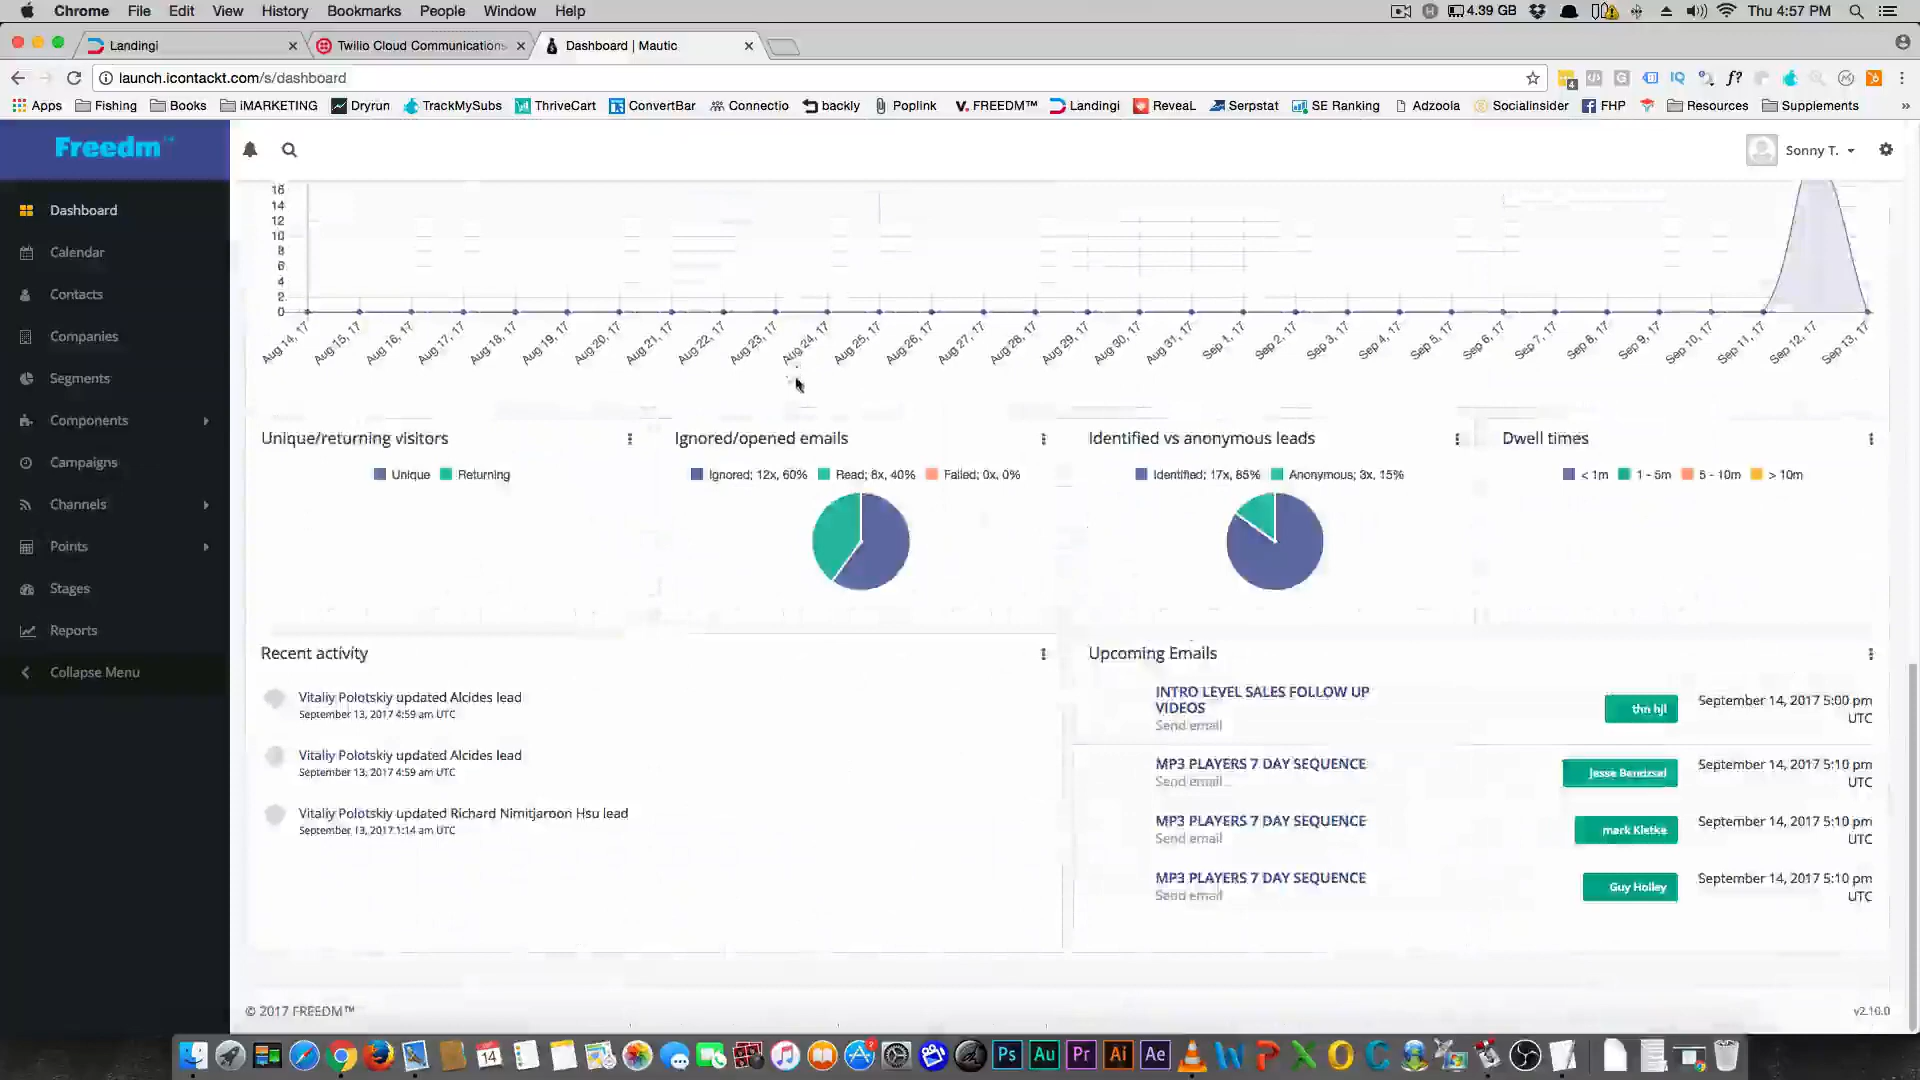 Chrome File Edit View History Bookmarks People Window Help 4.39 GB Thu 4:57 PM
Landingi Twilio Cloud Communications Dashboard | Mautic
launch.icontackt.com/s/dashboard
Apps Fishing Books iMARKETING Dryrun TrackMySubs ThriveCart ConvertBar Connectio backly Poplink V. FREEDM™ Landingi Reveal Serpstat SE Ranking Adzoola Socialinsider FHP Resources Supplements »
Freedm™
Sonny T.
Dashboard
Calendar
Contacts
Companies
Segments
Components
Campaigns
Channels
Points
Stages
Reports
Collapse Menu
16
14
12
10
8
6
4
2
0
Aug 14, 17 Aug 15, 17 Aug 16, 17 Aug 17, 17 Aug 18, 17 Aug 19, 17 Aug 20, 17 Aug 21, 17 Aug 22, 17 Aug 23, 17 Aug 24, 17 Aug 25, 17 Aug 26, 17 Aug 27, 17 Aug 28, 17 Aug 29, 17 Aug 30, 17 Aug 31, 17 Sep 1, 17 Sep 2, 17 Sep 3, 17 Sep 4, 17 Sep 5, 17 Sep 6, 17 Sep 7, 17 Sep 8, 17 Sep 9, 17 Sep 10, 17 Sep 11, 17 Sep 12, 17 Sep 13, 17
Unique/returning visitors
Unique Returning
Ignored/opened emails
Ignored; 12x, 60% Read; 8x, 40% Failed; 0x, 0%
Identified vs anonymous leads
Identified; 17x, 85% Anonymous; 3x, 15%
Dwell times
< 1m 1 - 5m 5 - 10m > 10m
Recent activity
Vitaliy Polotskiy updated Alcides lead
September 13, 2017 4:59 am UTC
Vitaliy Polotskiy updated Alcides lead
September 13, 2017 4:59 am UTC
Vitaliy Polotskiy updated Richard Nimitjaroon Hsu lead
September 13, 2017 1:14 am UTC
Upcoming Emails
INTRO LEVEL SALES FOLLOW UP
VIDEOS
Send email
thn hjl
September 14, 2017 5:00 pm
UTC
MP3 PLAYERS 7 DAY SEQUENCE
Send email
Jesse
September 14, 2017 5:10 pm
UTC
MP3 PLAYERS 7 DAY SEQUENCE
Send email
mark Kletke
September 14, 2017 5:10 pm
UTC
MP3 PLAYERS 7 DAY SEQUENCE
Send email
Guy Holley
September 14, 2017 5:10 pm
UTC
© 2017 FREEDM™
v2.10.0
14 Ps Au Pr Ai Ae